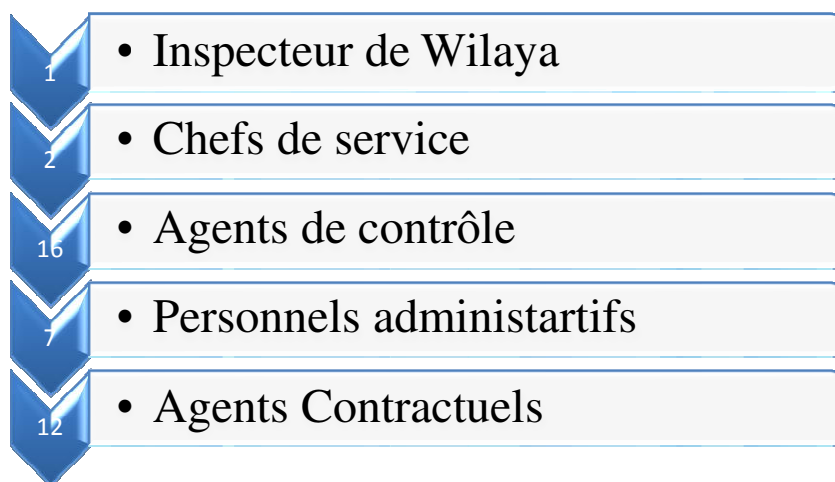 1 • Inspecteur de Wilaya
2 • Chefs de service
16 • Agents de contrôle
7 • Personnels administartifs
12 • Agents Contractuels